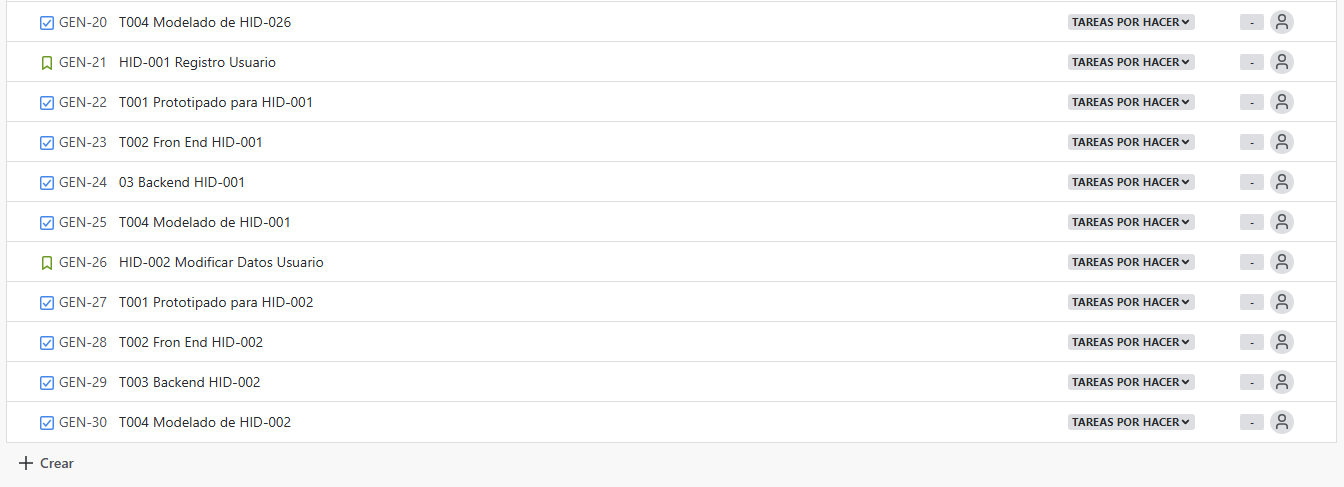 GEN-20 T004 Modelado de HID-026 TAREAS POR HACER -
GEN-21 HID-001 Registro Usuario TAREAS POR HACER -
GEN-22 T001 Prototipado para HID-001 TAREAS POR HACER -
GEN-23 T002 Fron End HID-001 TAREAS POR HACER -
GEN-24 03 Backend HID-001 TAREAS POR HACER -
GEN-25 T004 Modelado de HID-001 TAREAS POR HACER -
GEN-26 HID-002 Modificar Datos Usuario TAREAS POR HACER -
GEN-27 T001 Prototipado para HID-002 TAREAS POR HACER -
GEN-28 T002 Fron End HID-002 TAREAS POR HACER -
GEN-29 T003 Backend HID-002 TAREAS POR HACER -
GEN-30 T004 Modelado de HID-002 TAREAS POR HACER -
+ Crear